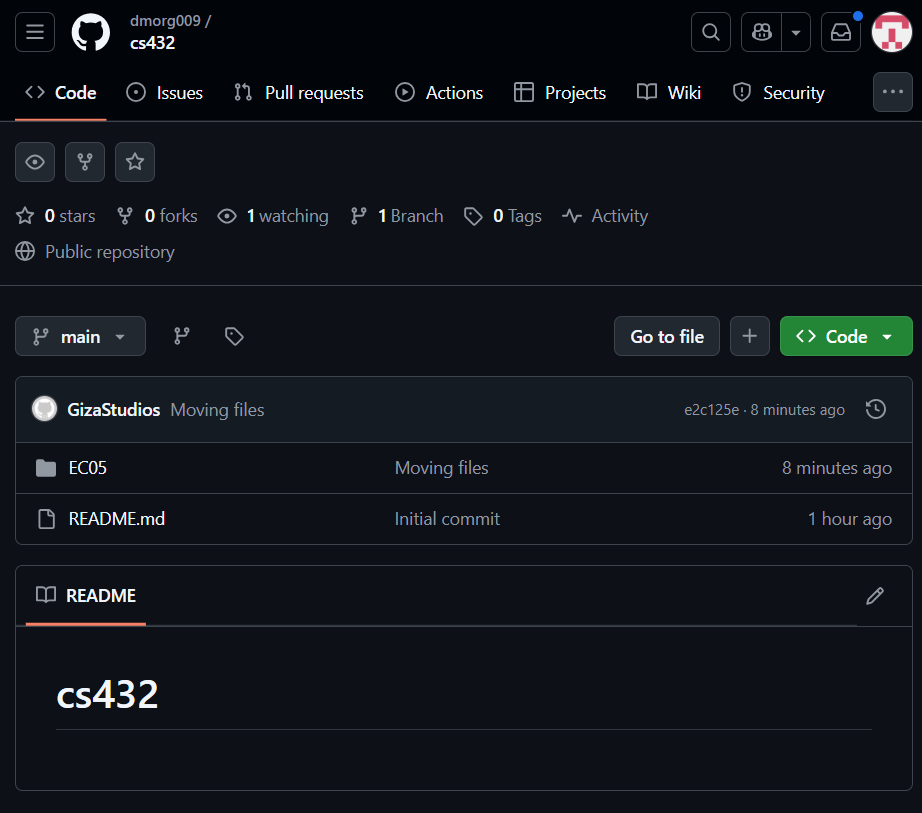 dmorg009 /
cs432
Code Issues Pull requests Actions Projects Wiki Security
0 stars 0 forks 1 watching 1 Branch 0 Tags Activity
Public repository
main Go to file Code
GizaStudios Moving files e2c125e · 8 minutes ago
EC05 Moving files 8 minutes ago
README.md Initial commit 1 hour ago
README
cs432